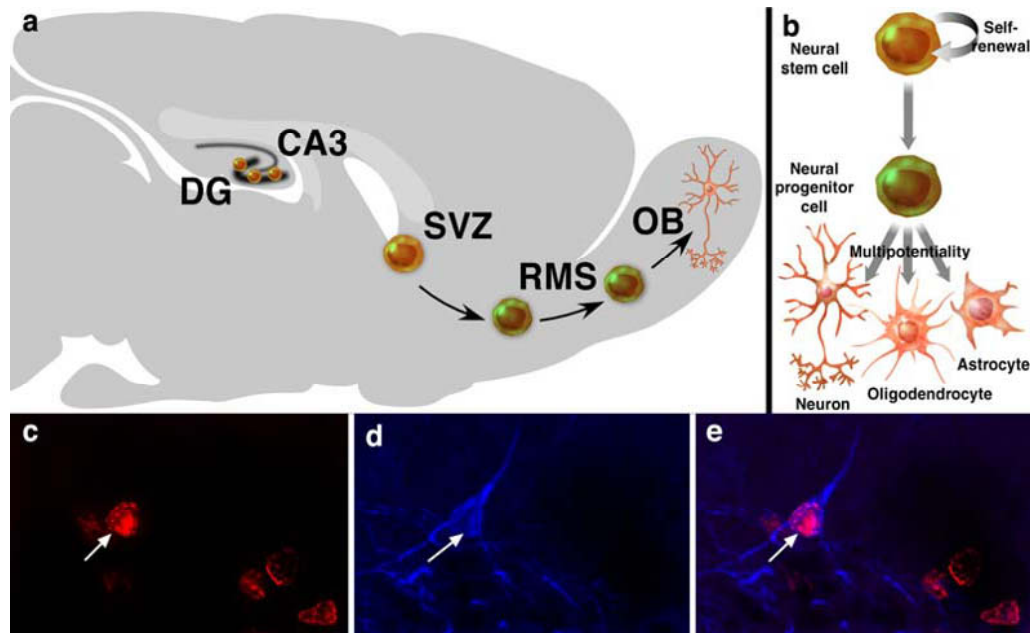 a
CA3
DG
SVZ
RMS
OB
b
Self-
renewal
Neural
stem cell
Neural
progenitor
cell
Multipotentiality
Astrocyte
Oligodendrocyte
Neuron
c
d
e